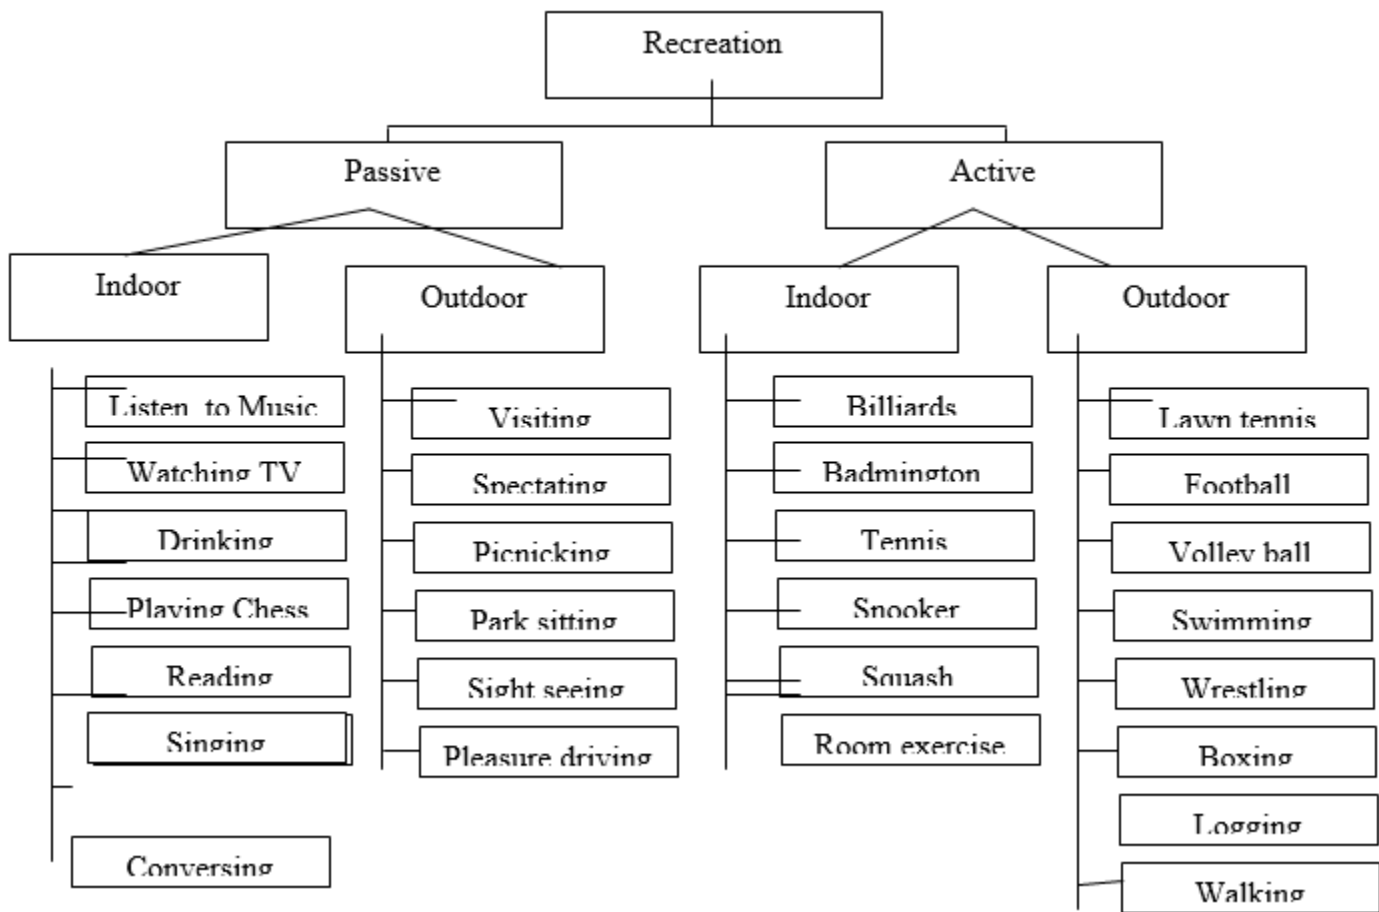 Recreation
Passive
Active
Indoor
Outdoor
Indoor
Outdoor
Listen to Music
Watching TV
Drinking
Playing Chess
Reading
Singing
Conversing
Visiting
Spectating
Picnicking
Park sitting
Sight seeing
Pleasure driving
Billiards
Badmington
Tennis
Snooker
Squash
Room exercise
Lawn tennis
Football
Volley ball
Swimming
Wrestling
Boxing
Logging
Walking